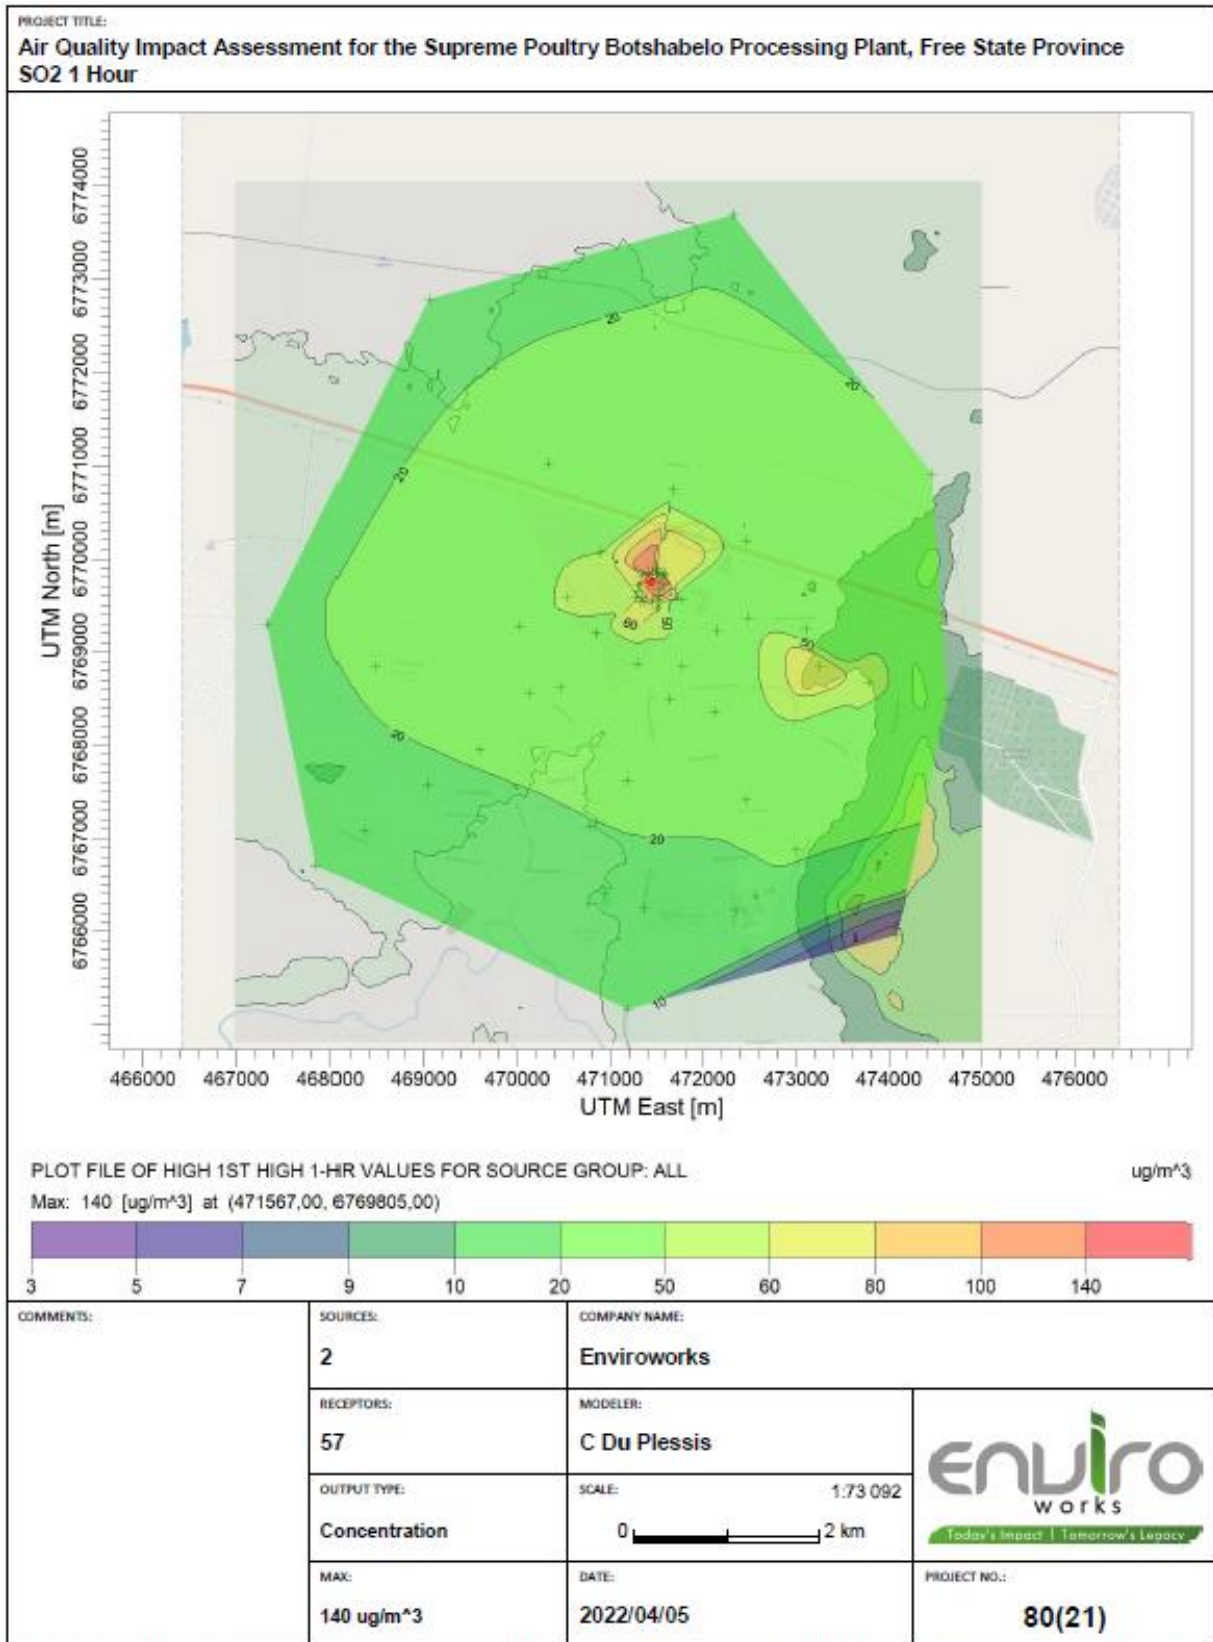 PROJECT TITLE:
Air Quality Impact Assessment for the Supreme Poultry Botshabelo Processing Plant, Free State Province
SO2 1 Hour
UTM North [m]
6774000
6773000
6772000
6771000
6770000
6769000
6768000
6767000
6766000
20
20
20
50
20
20
10
466000 467000 468000 469000 470000 471000 472000 473000 474000 475000 476000
UTM East [m]
PLOT FILE OF HIGH 1ST HIGH 1-HR VALUES FOR SOURCE GROUP: ALL
ug/m^3
Max: 140 [ug/m^3] at (471567,00, 6769805,00)
3 5 7 9 10 20 50 60 80 100 140
COMMENTS:
SOURCES:
2
COMPANY NAME:
Enviroworks
RECEPTORS:
57
MODELER:
C Du Plessis
OUTPUT TYPE:
Concentration
SCALE:
1:73 092
0 2 km
MAX:
140 ug/m^3
DATE:
2022/04/05
enviro
works
Today's Impact | Tomorrow's Legacy
PROJECT NO.:
80(21)